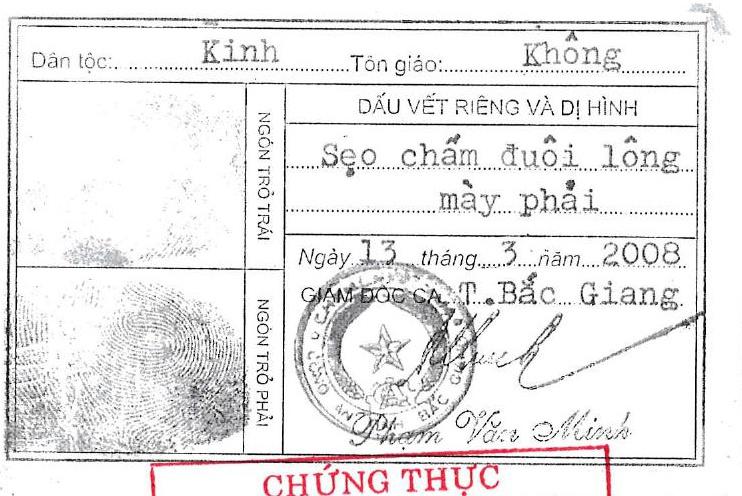 Dân tộc: Kinh Tôn giáo: Không
NGÓN TRỎ TRÁI
NGÓN TRỎ PHẢI
DẤU VẾT RIÊNG VÀ DỊ HÌNH
Sẹo chấm đuôi lông
mày phải
Ngày 13 tháng 3 năm 2008
GIÁM ĐỐC CA T.Bắc Giang
Phạm Văn Minh
CHỨNG THỰC